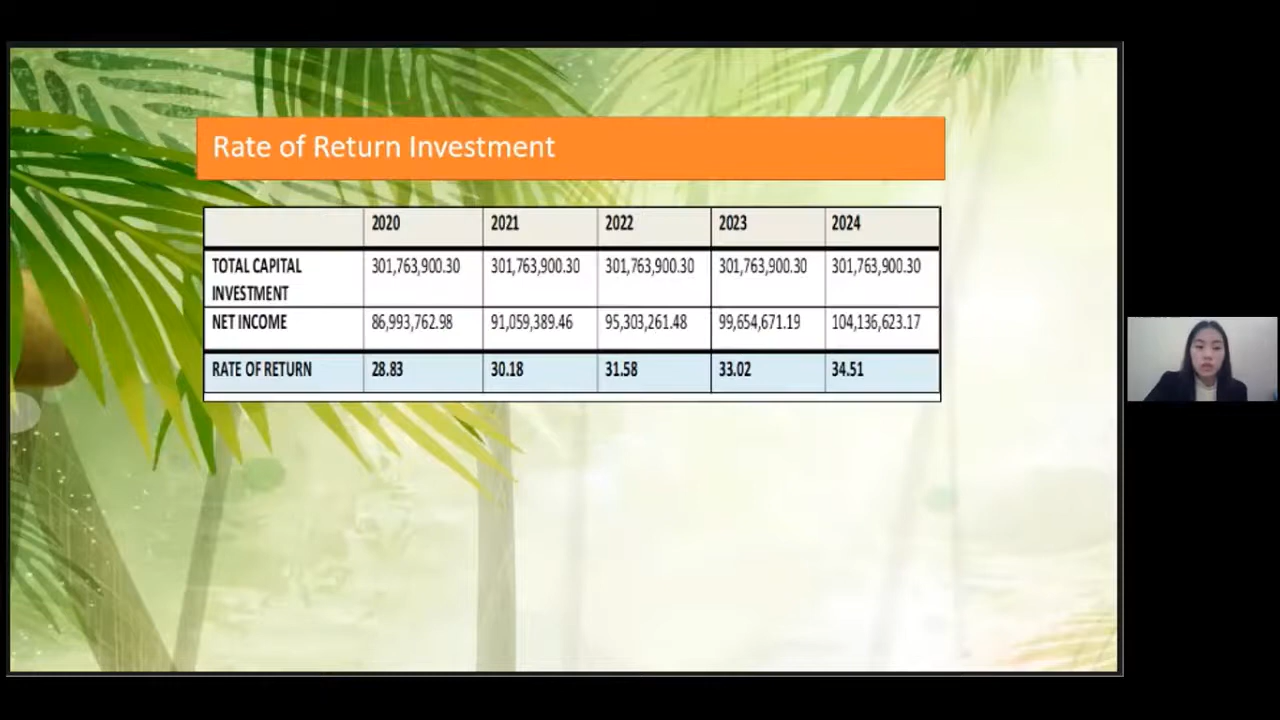 Rate of Return Investment
2020 2021 2022 2023 2024
TOTAL CAPITAL INVESTMENT 301,763,900.30 301,763,900.30 301,763,900.30 301,763,900.30 301,763,900.30
NET INCOME 86,993,762.98 91,059,389.46 95,303,261.48 99,654,671.19 104,136,623.17
RATE OF RETURN 28.83 30.18 31.58 33.02 34.51